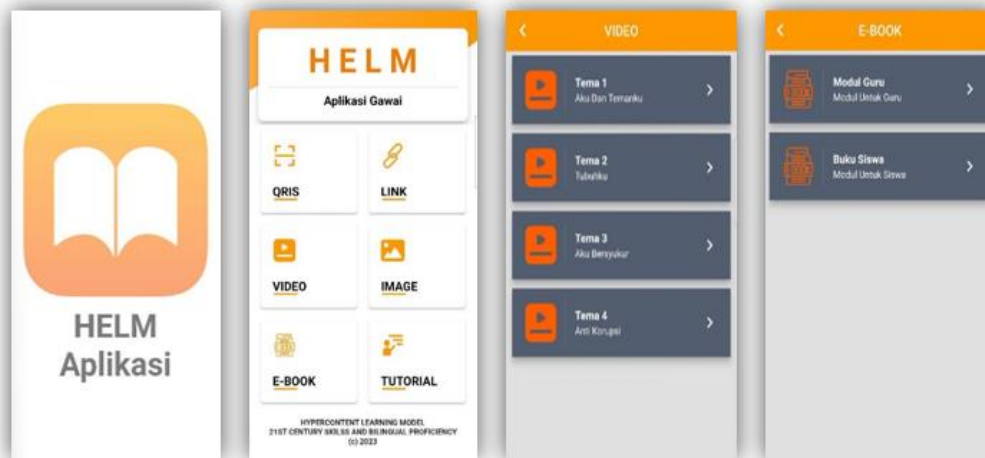 HELM
Aplikasi
HELM
Aplikasi Gawai
QRIS
LINK
VIDEO
IMAGE
E-BOOK
TUTORIAL
HYPERCONTENT LEARNING MODEL
21ST CENTURY SKILSS AND BILINGUAL PROFICIENCY
(c) 2023
VIDEO
Tema 1
Aku Dan Temanku
Tema 2
Tubuhku
Tema 3
Aku Bersyukur
Tema 4
Anti Korupsi
E-BOOK
Modul Guru
Modul Untuk Guru
Buku Siswa
Modul Untuk Siswa